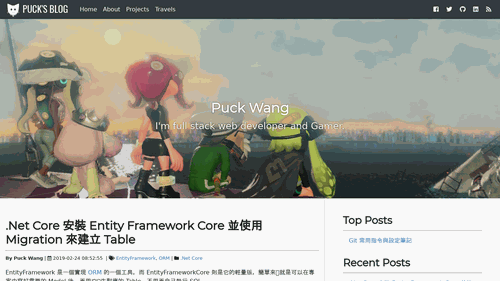 PUCK'S BLOG
Home About Projects Travels
Puck Wang
I'm full stack web developer and Gamer.
.Net Core 安裝 Entity Framework Core 並使用
Migration 來建立 Table
By Puck Wang | 2019-02-24 08:52:55 | EntityFramework, ORM | .Net Core
EntityFramework 是一個實現 ORM 的一個工具。而 EntityFrameworkCore 則是它的輕量版。簡單來說就是可以在專
Top Posts
Git 常用指令與設定筆記
Recent Posts